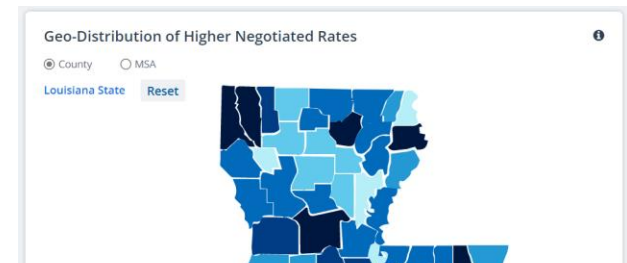 Geo-Distribution of Higher Negotiated Rates
County MSA
Louisiana State Reset